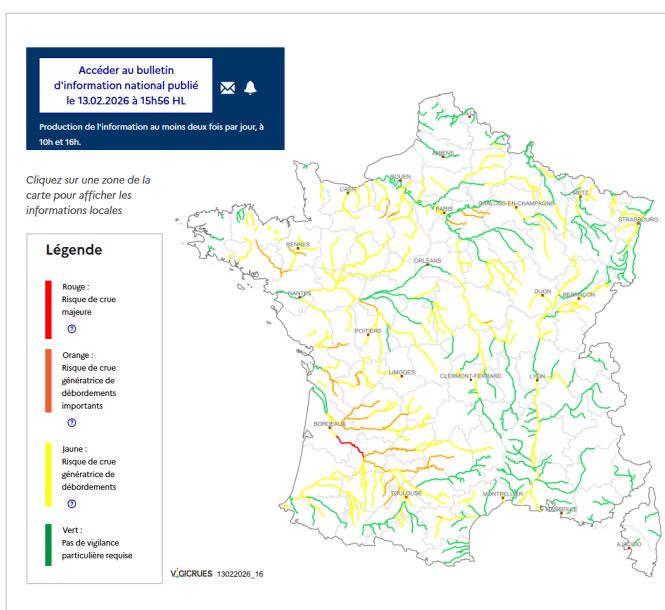 Accéder au bulletin
d'information national publié
le 13.02.2026 à 15h56 HL
Production de l'information au moins deux fois par jour, à
10h et 16h.
Cliquez sur une zone de la
carte pour afficher les
informations locales
Légende
Rouge :
Risque de crue
majeure
?
Orange :
Risque de crue
génératrice de
débordements
importants
?
Jaune :
Risque de crue
génératrice de
débordements
?
Vert :
Pas de vigilance
particulière requise
LILLE
AMIENS
ROUEN
CAEN
PARIS
CHALONS-EN-CHAMPAGNE
METZ
STRASBOURG
RENNES
ORLÉANS
NANTES
DIJON
BESANCON
POITIERS
LIMOGES
CLERMONT-FERRAND
LYON
BORDEAUX
TOULOUSE
MONTPELLIER
MARSEILLE
AJACCIO
VIGICRUES 13022026_16